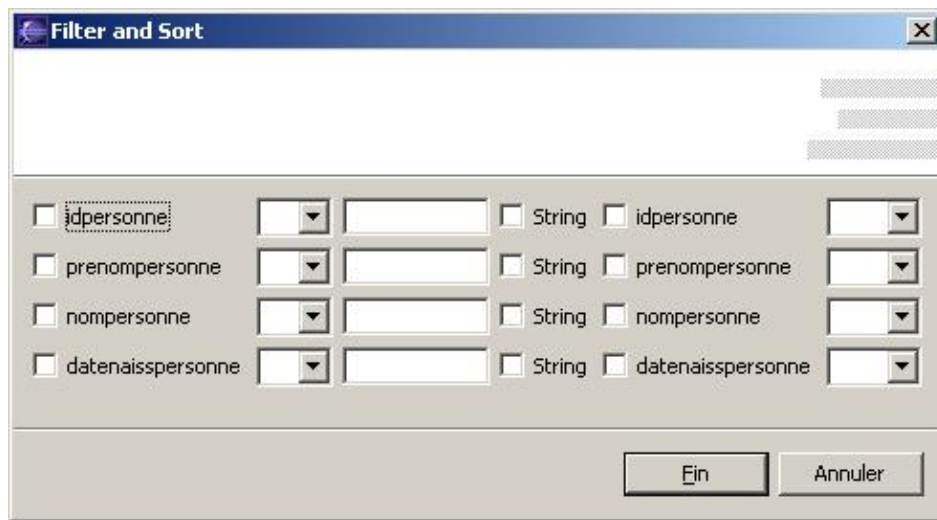 Filter and Sort
idpersonne String idpersonne
prenompersonne String prenompersonne
nompersonne String nompersonne
datenaisspersonne String datenaisspersonne
Fin Annuler